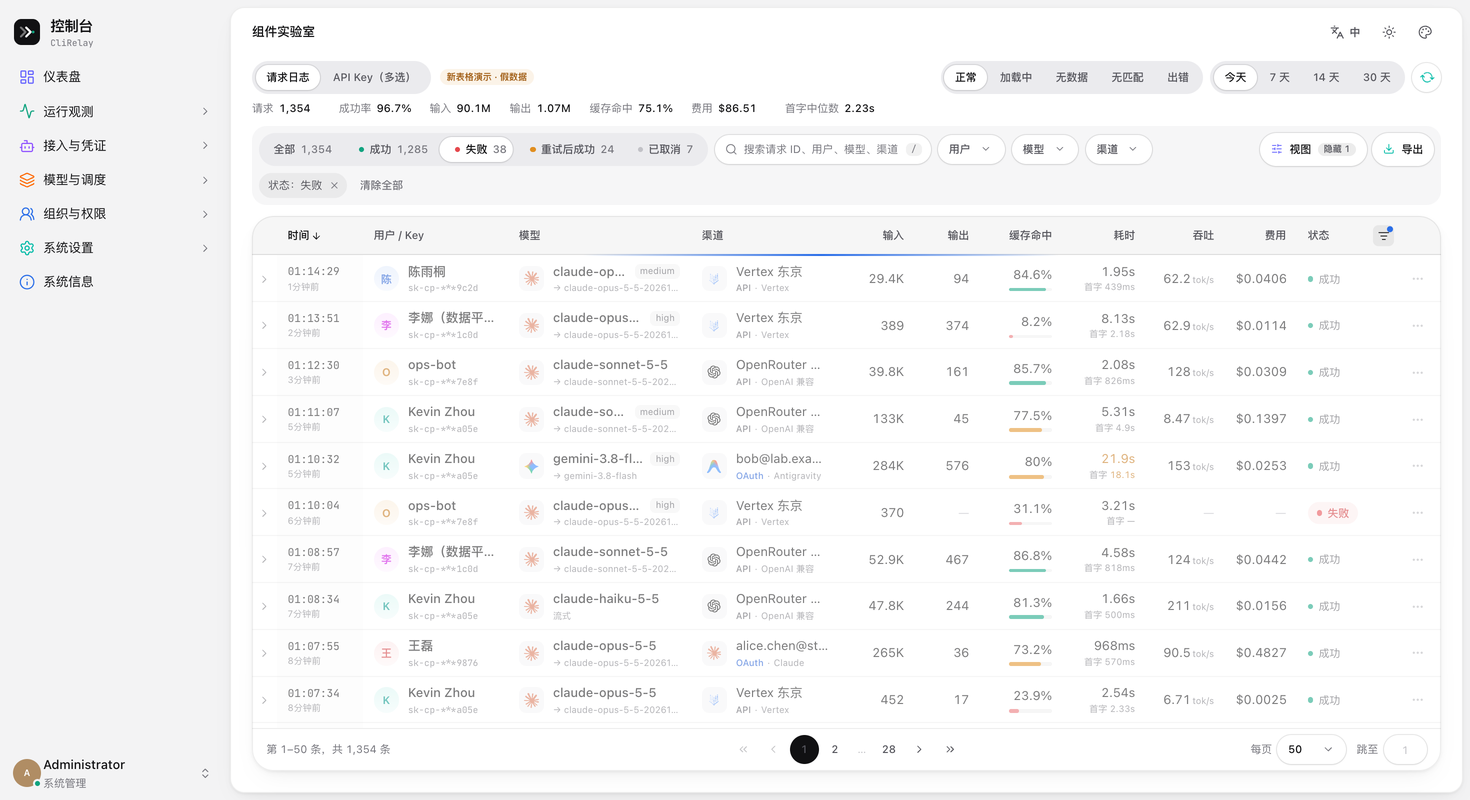 控制台
CliRelay
仪表盘
运行观测
接入与凭证
模型与调度
组织与权限
系统设置
系统信息
A
Administrator
系统管理
组件实验室
中
请求日志 API Key（多选） 新表格演示 · 假数据
正常 加载中 无数据 无匹配 出错 今天 7 天 14 天 30 天
请求 1,354 成功率 96.7% 输入 90.1M 输出 1.07M 缓存命中 75.1% 费用 $86.51 首字中位数 2.23s
全部 1,354 成功 1,285 失败 38 重试后成功 24 已取消 7 搜索请求 ID、用户、模型、渠道 / 用户 模型 渠道 视图 隐藏 1 导出
状态：失败 × 清除全部
时间 ↓ 用户 / Key 模型 渠道 输入 输出 缓存命中 耗时 吞吐 费用 状态
01:14:29 陈 陈雨桐 claude-op... medium Vertex 东京 29.4K 94 84.6% 1.95s 62.2 tok/s $0.0406 成功
1分钟前 sk-cp-***9c2d → claude-opus-5-5-20261... API · Vertex 首字 439ms
01:13:51 李 李娜（数据平... claude-opus... high Vertex 东京 389 374 8.2% 8.13s 62.9 tok/s $0.0114 成功
2分钟前 sk-cp-***1c0d → claude-opus-5-5-20261... API · Vertex 首字 2.18s
01:12:30 O ops-bot claude-sonnet-5-5 OpenRouter ... 39.8K 161 85.7% 2.08s 128 tok/s $0.0309 成功
3分钟前 sk-cp-***7e8f → claude-sonnet-5-5-202... API · OpenAI 兼容 首字 826ms
01:11:07 K Kevin Zhou claude-so... medium OpenRouter ... 133K 45 77.5% 5.31s 8.47 tok/s $0.1397 成功
5分钟前 sk-cp-***a05e → claude-sonnet-5-5-202... API · OpenAI 兼容 首字 4.9s
01:10:32 K Kevin Zhou gemini-3.8-fl... high bob@lab.exa... 284K 576 80% 21.9s 153 tok/s $0.0253 成功
5分钟前 sk-cp-***a05e → gemini-3.8-flash OAuth · Antigravity 首字 18.1s
01:10:04 O ops-bot claude-opus... high Vertex 东京 370 — 31.1% 3.21s — — 失败
6分钟前 sk-cp-***7e8f → claude-opus-5-5-20261... API · Vertex 首字 —
01:08:57 李 李娜（数据平... claude-sonnet-5-5 OpenRouter ... 52.9K 467 86.8% 4.58s 124 tok/s $0.0442 成功
7分钟前 sk-cp-***1c0d → claude-sonnet-5-5-202... API · OpenAI 兼容 首字 818ms
01:08:34 K Kevin Zhou claude-haiku-5-5 OpenRouter ... 47.8K 244 81.3% 1.66s 211 tok/s $0.0156 成功
7分钟前 sk-cp-***a05e 流式 API · OpenAI 兼容 首字 500ms
01:07:55 王 王磊 claude-opus-5-5 alice.chen@st... 265K 36 73.2% 968ms 90.5 tok/s $0.4827 成功
8分钟前 sk-cp-***9876 → claude-opus-5-5-20261... OAuth · Claude 首字 570ms
01:07:34 K Kevin Zhou claude-opus-5-5 Vertex 东京 452 17 23.9% 2.54s 6.71 tok/s $0.0025 成功
8分钟前 sk-cp-***a05e → claude-opus-5-5-20261... API · Vertex 首字 2.33s
第 1–50 条，共 1,354 条 « ‹ 1 2 ... 28 › » 每页 50 跳至 1